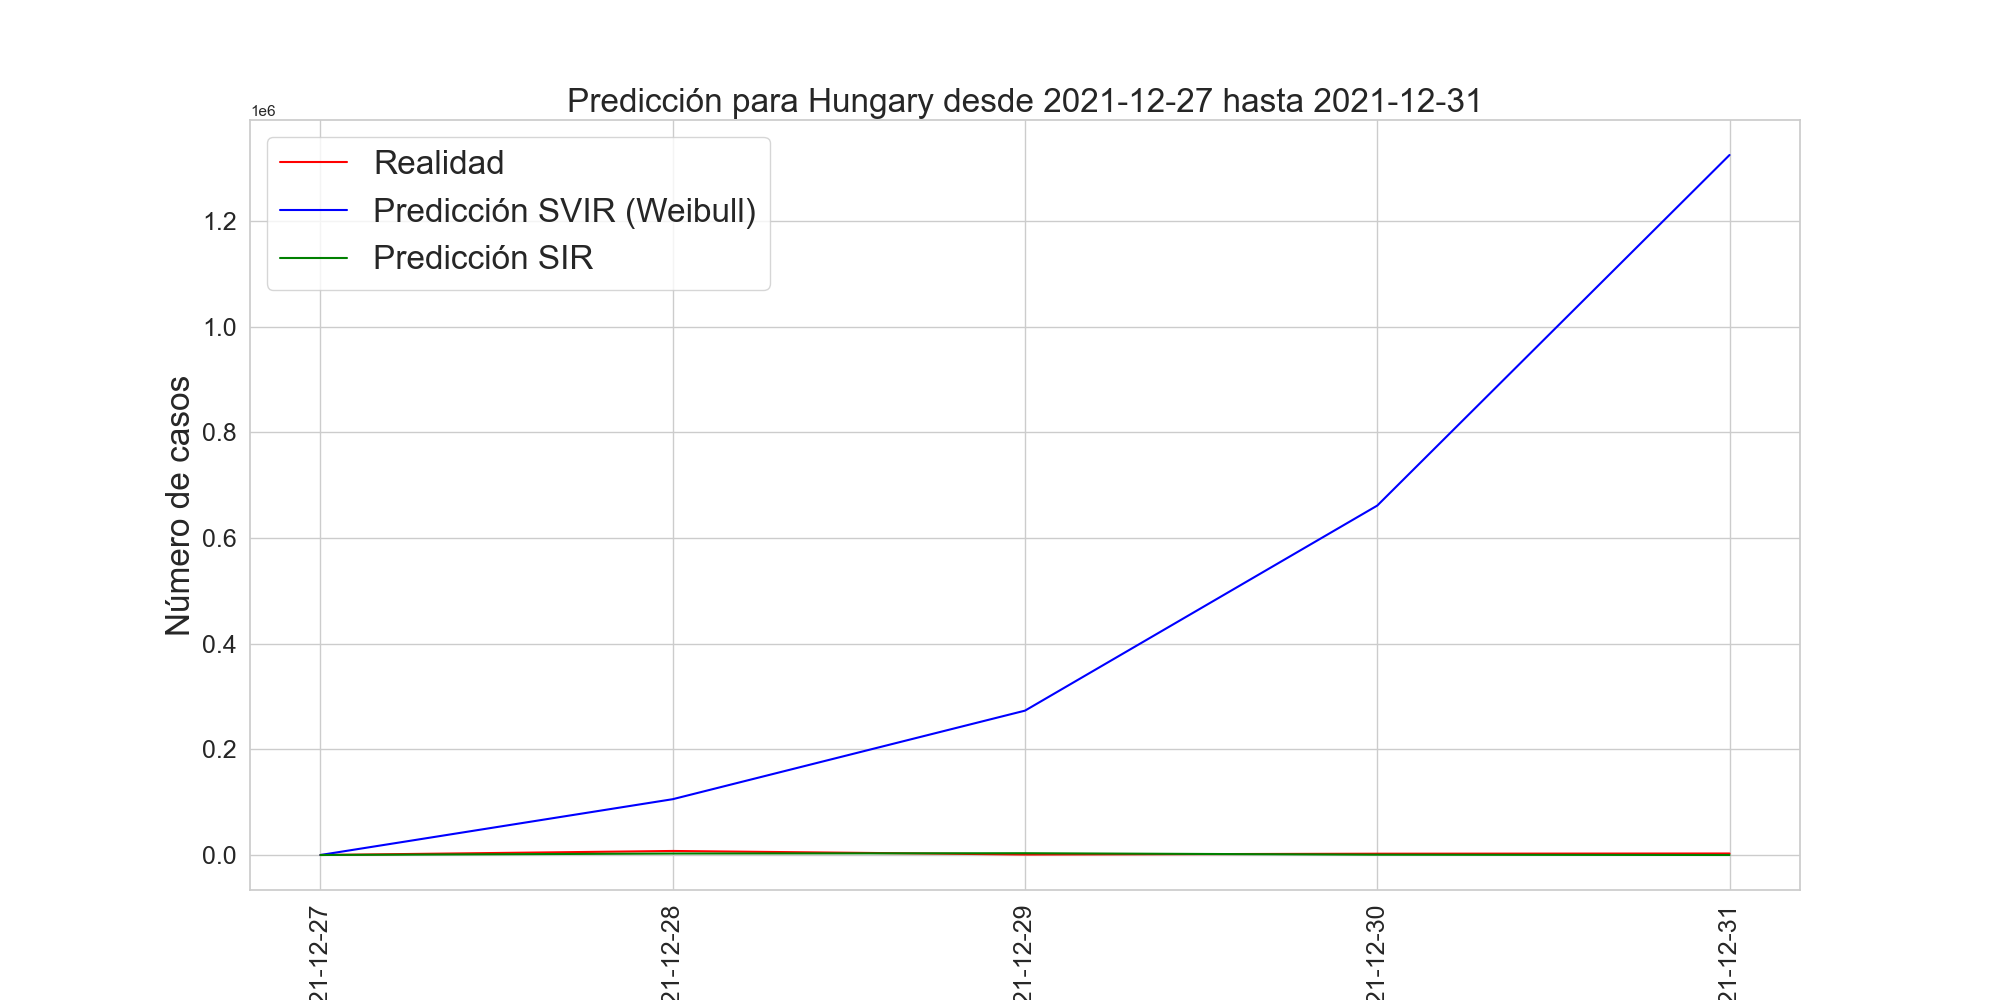 Predicción para Hungary desde 2021-12-27 hasta 2021-12-31
1e6
Realidad
Predicción SVIR (Weibull)
Predicción SIR
1.2
1.0
0.8
0.6
0.4
0.2
0.0
Número de casos
21-12-27
21-12-28
21-12-29
21-12-30
21-12-31